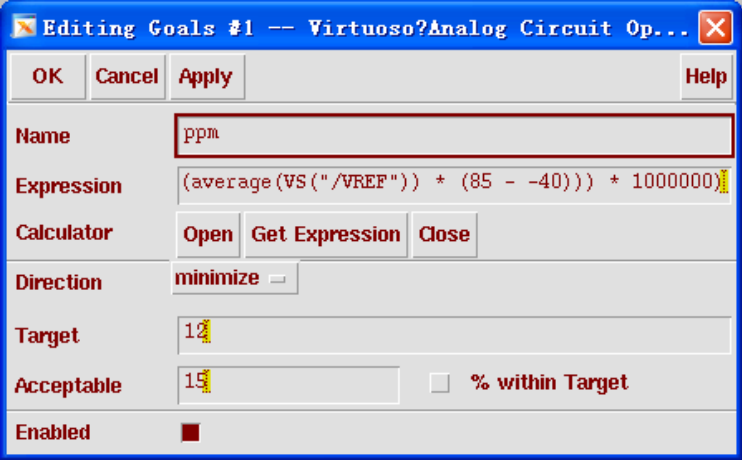 Editing Goals #1 -- Virtuoso?Analog Circuit Op...
OK Cancel Apply Help
Name ppm
Expression (average(VS("/VREF")) * (85 - -40))) * 1000000)
Calculator Open Get Expression Close
Direction minimize
Target 12
Acceptable 15 % within Target
Enabled